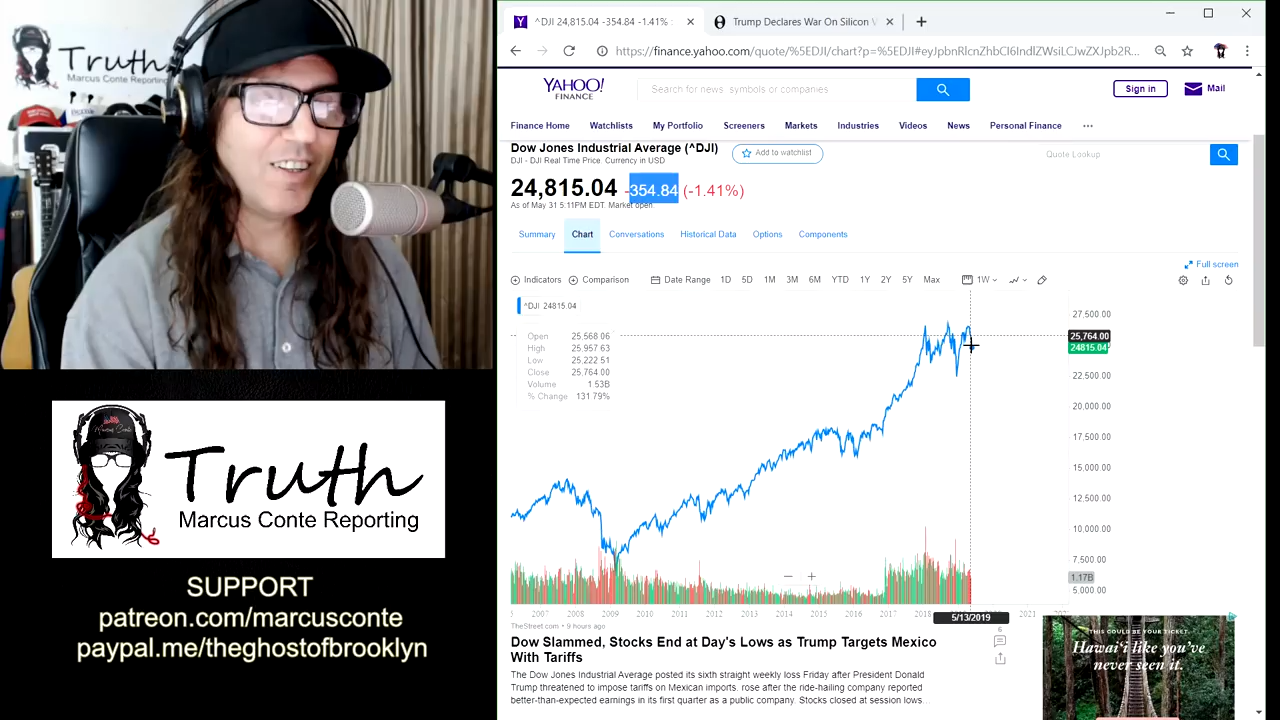 Truth
Marcus Conte Reporting
Truth
Marcus Conte Reporting
SUPPORT
patreon.com/marcusconte
paypal.me/theghostofbrooklyn
^DJI 24,815.04 -354.84 -1.41%
Trump Declares War On Silicon V
https://finance.yahoo.com/quote/%5EDJI/chart?p=%5EDJI#eyJpbnRlcnZhbCI6IndlZWsiLCJwZXJpb2R...
YAHOO!
FINANCE
Search for news, symbols or companies
Sign in
Mail
Finance Home
Watchlists
My Portfolio
Screeners
Markets
Industries
Videos
News
Personal Finance
Dow Jones Industrial Average (^DJI)
DJI - DJI Real Time Price. Currency in USD
Add to watchlist
Quote Lookup
24,815.04 -354.84 (-1.41%)
As of May 31 5:11PM EDT. Market open.
Summary
Chart
Conversations
Historical Data
Options
Components
Full screen
Indicators
Comparison
Date Range
1D
5D
1M
3M
6M
YTD
1Y
2Y
5Y
Max
1W
^DJI 24815.04
Open 25,568.06
High 25,957.63
Low 25,222.51
Close 25,764.00
Volume 1.53B
% Change 131.79%
27,500.00
25,764.00
24815.04
22,500.00
20,000.00
17,500.00
15,000.00
12,500.00
10,000.00
7,500.00
1.17B
5,000.00
2007 2008 2009 2010 2011 2012 2013 2014 2015 2016 2017 2018
5/13/2019
TheStreet.com • 9 hours ago
6
Dow Slammed, Stocks End at Day's Lows as Trump Targets Mexico
With Tariffs
The Dow Jones Industrial Average posted its sixth straight weekly loss Friday after President Donald
Trump threatened to impose tariffs on Mexican imports. rose after the ride-hailing company reported
better-than-expected earnings in its first quarter as a public company. Stocks closed at session lows...
THIS COULD BE YOUR TICKET.
Hawai'i like you've
never seen it.